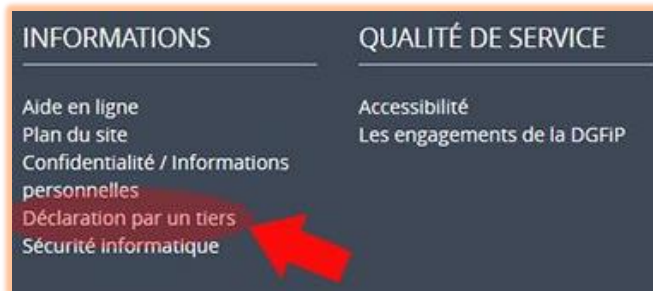 INFORMATIONS
Aide en ligne
Plan du site
Confidentialité / Informations
personnelles
Déclaration par un tiers
Sécurité informatique
QUALITÉ DE SERVICE
Accessibilité
Les engagements de la DGFiP